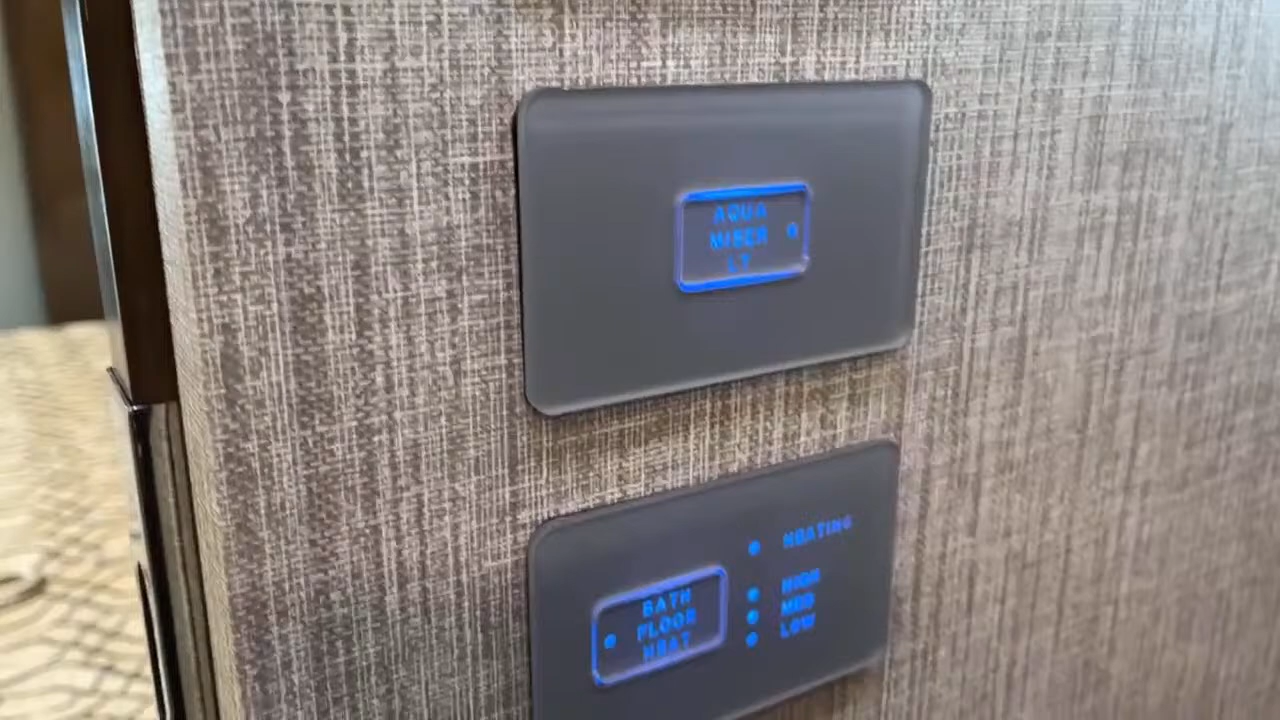 AQUA
MISER
LT
BATH
FLOOR
HEAT
HEATING
HIGH
MED
LOW